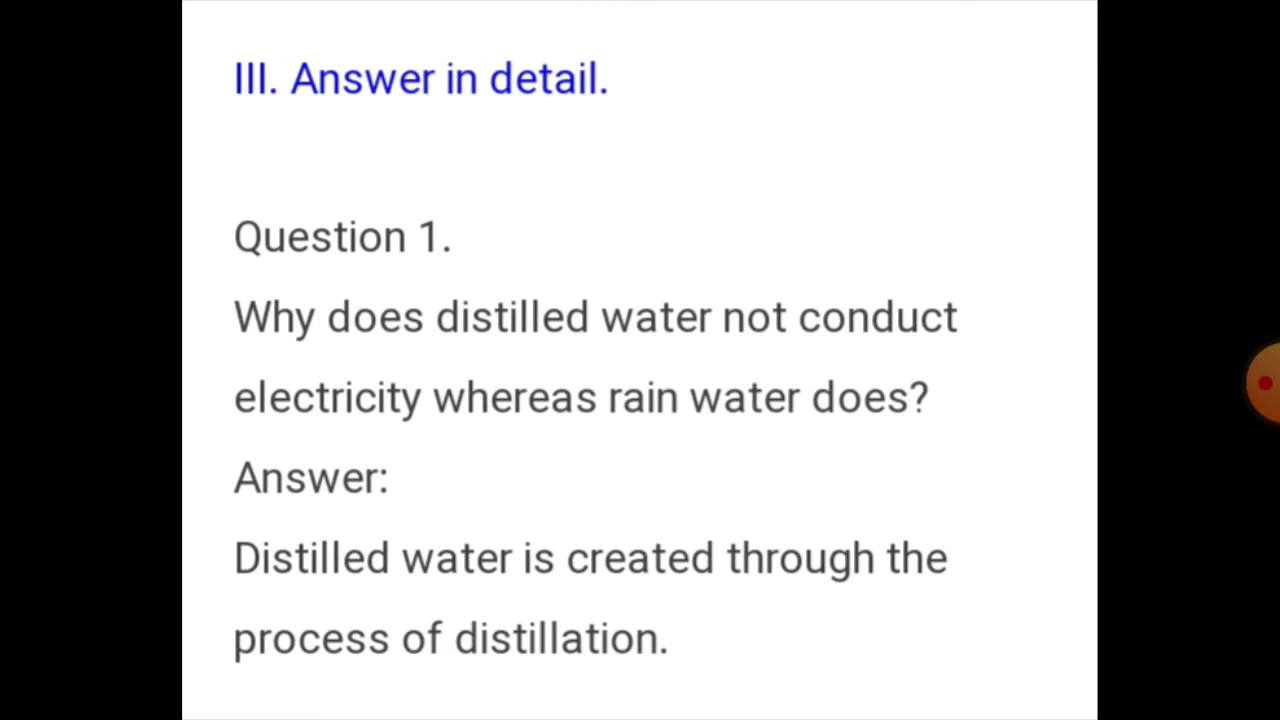 III. Answer in detail.
Question 1.
Why does distilled water not conduct
electricity whereas rain water does?
Answer:
Distilled water is created through the
process of distillation.